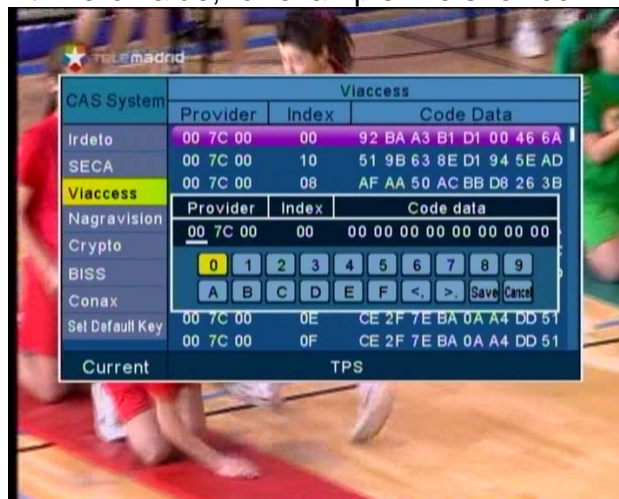 telemadrid
CAS System
Viaccess
Provider Index Code Data
Irdeto 00 7C 00 00 92 BA A3 B1 D1 00 46 6A
SECA 00 7C 00 10 51 9B 63 8E D1 94 5E AD
Viaccess 00 7C 00 08 AF AA 50 AC BB D8 26 3B
Nagravision
Provider Index Code data
00 7C 00 00 00 00 00 00 00 00 00 00
Crypto
0 1 2 3 4 5 6 7 8 9
BISS
A B C D E F <. >. Save Cancel
Conax
Set Default Key 00 7C 00 0E CE 2F 7E BA 0A A4 DD 51
00 7C 00 0F CE 2F 7E BA 0A A4 DD 51
Current TPS